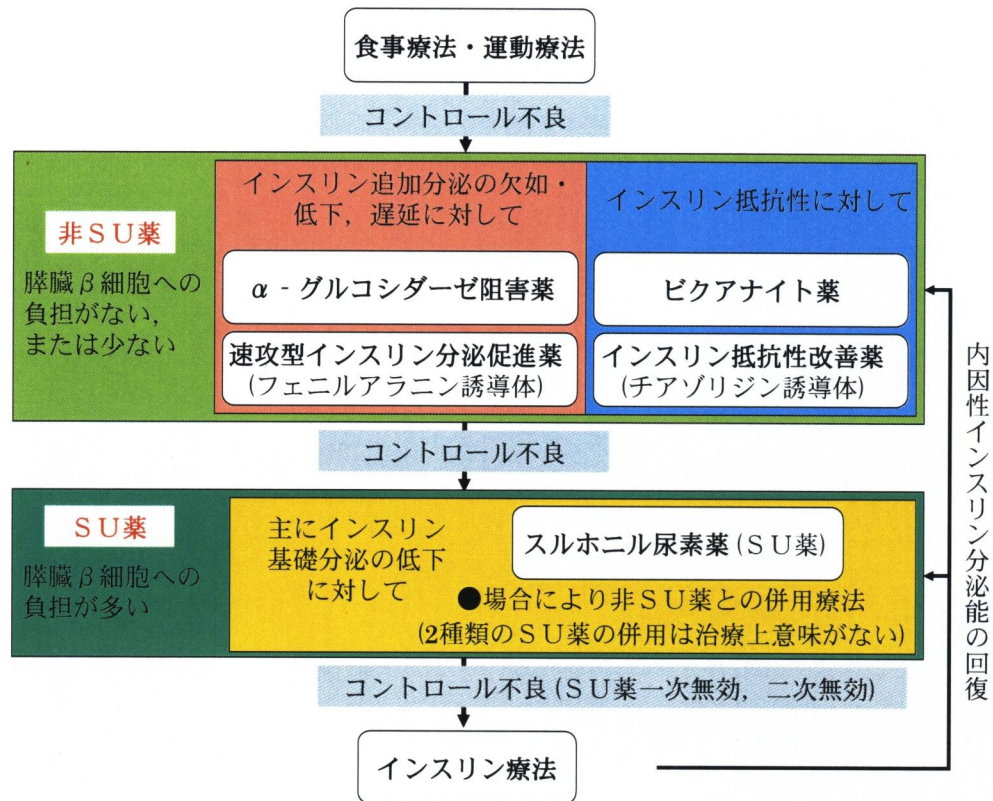 食事療法・運動療法
コントロール不良
非ＳＵ薬
膵臓β細胞への
負担がない，
または少ない
インスリン追加分泌の欠如・
低下，遅延に対して
α‐グルコシダーゼ阻害薬
速攻型インスリン分泌促進薬
(フェニルアラニン誘導体)
インスリン抵抗性に対して
ビクアナイト薬
インスリン抵抗性改善薬
(チアゾリジン誘導体)
コントロール不良
ＳＵ薬
膵臓β細胞への
負担が多い
主にインスリン
基礎分泌の低下
に対して
スルホニル尿素薬(ＳＵ薬)
●場合により非ＳＵ薬との併用療法
(2種類のＳＵ薬の併用は治療上意味がない)
コントロール不良(ＳＵ薬一次無効，二次無効)
インスリン療法
内因性インスリン分泌能の回復